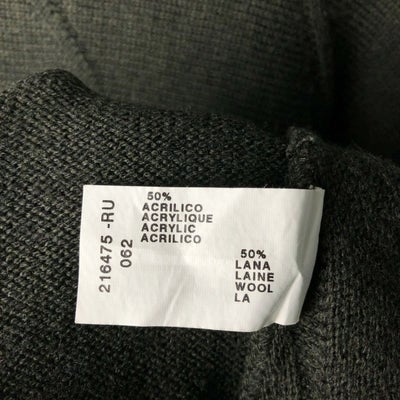 216475 -RU
062
50%
ACRILICO
ACRYLIQUE
ACRYLIC
ACRILICO
50%
LANA
LAINE
WOOL
LA